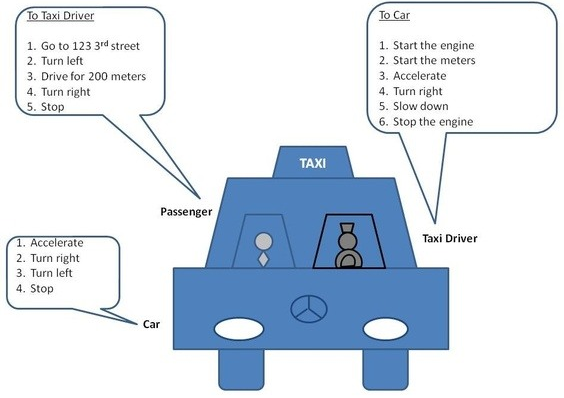 To Taxi Driver
1. Go to 123 3rd street
2. Turn left
3. Drive for 200 meters
4. Turn right
5. Stop
To Car
1. Start the engine
2. Start the meters
3. Accelerate
4. Turn right
5. Slow down
6. Stop the engine
TAXI
Passenger
Taxi Driver
1. Accelerate
2. Turn right
3. Turn left
4. Stop
Car